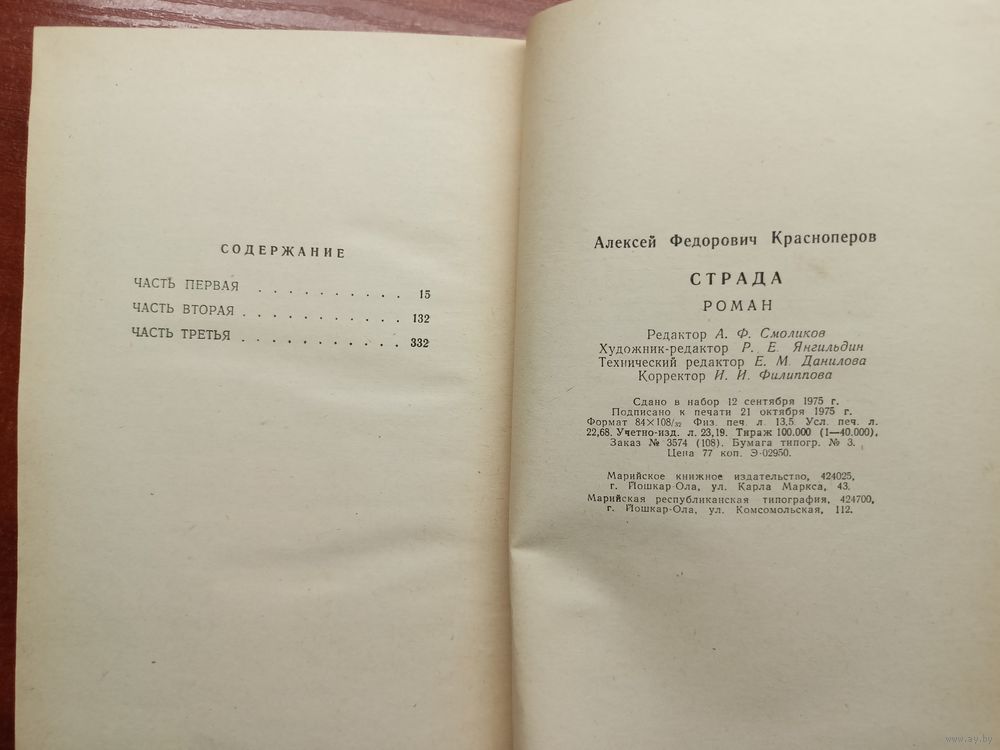 СОДЕРЖАНИЕ
ЧАСТЬ ПЕРВАЯ . . . . . . . . . . 15
ЧАСТЬ ВТОРАЯ . . . . . . . . . . . 132
ЧАСТЬ ТРЕТЬЯ . . . . . . . . . . . 332
Алексей Федорович Красноперов
СТРАДА
РОМАН
Редактор А. Ф. Смоликов
Художник-редактор Р. Е. Янгильдин
Технический редактор Е. М. Данилова
Корректор И. И. Филиппова
Сдано в набор 12 сентября 1975 г.
Подписано к печати 21 октября 1975 г.
Формат 84×108/32 Физ. печ. л. 13,5 Усл. печ. л.
22,68. Учетно-изд. л. 23,19. Тираж 100.000 (1—40.000).
Заказ № 3574 (108). Бумага типогр. № 3.
Цена 77 коп. Э-02950.
Марийское книжное издательство, 424025,
г. Йошкар-Ола, ул. Карла Маркса, 43.
Марийская республиканская типография, 424700,
г. Йошкар-Ола, ул. Комсомольская, 112.
www.ay.by